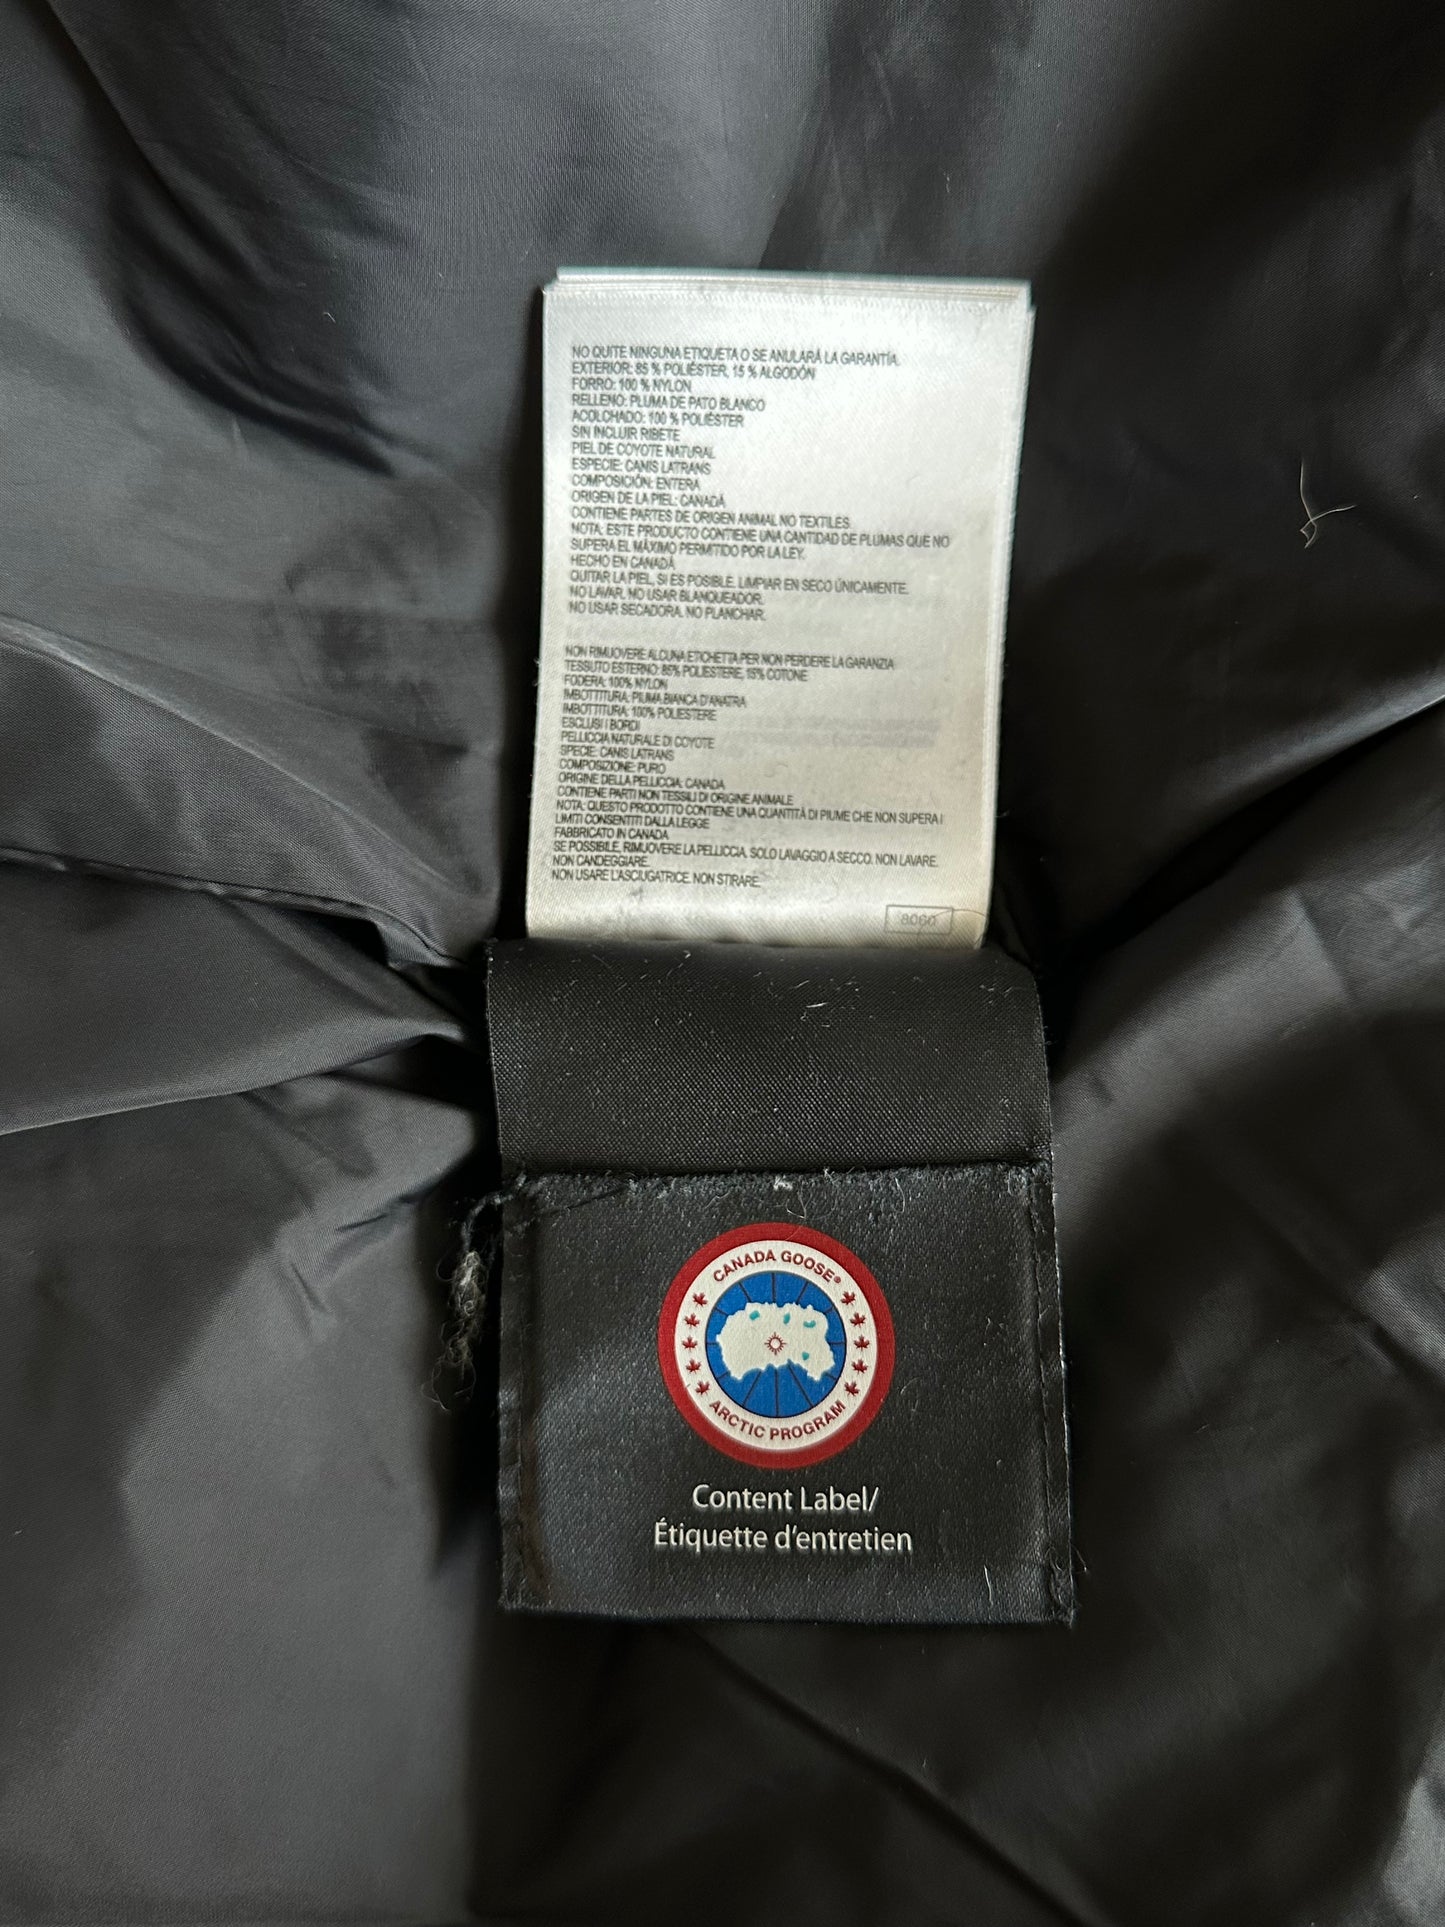 NO QUITE NINGUNA ETIQUETA O SE ANULARÁ LA GARANTÍA.
EXTERIOR: 85 % POLIÉSTER, 15 % ALGODÓN
FORRO: 100 % NYLON
RELLENO: PLUMA DE PATO BLANCO
ACOLCHADO: 100 % POLIÉSTER
SIN INCLUIR RIBETE
PIEL DE COYOTE NATURAL
ESPECIE: CANIS LATRANS
COMPOSICIÓN: ENTERA
ORIGEN DE LA PIEL: CANADÁ
CONTIENE PARTES DE ORIGEN ANIMAL NO TEXTILES.
NOTA: ESTE PRODUCTO CONTIENE UNA CANTIDAD DE PLUMAS QUE NO
SUPERA EL MÁXIMO PERMITIDO POR LA LEY.
HECHO EN CANADÁ
QUITAR LA PIEL, SI ES POSIBLE. LIMPIAR EN SECO ÚNICAMENTE.
NO LAVAR. NO USAR BLANQUEADOR.
NO USAR SECADORA. NO PLANCHAR.
NON RIMUOVERE ALCUNA ETICHETTA PER NON PERDERE LA GARANZIA
TESSUTO ESTERNO: 85% POLIESTERE, 15% COTONE
FODERA: 100% NYLON
IMBOTTITURA: PIUMA BIANCA D'ANATRA
IMBOTTITURA: 100% POLIESTERE
ESCLUSI I BORDI
PELLICCIA NATURALE DI COYOTE
SPECIE: CANIS LATRANS
COMPOSIZIONE: PURO
ORIGINE DELLA PELLICCIA: CANADA
CONTIENE PARTI NON TESSILI DI ORIGINE ANIMALE
NOTA: QUESTO PRODOTTO CONTIENE UNA QUANTITÀ DI PIUME CHE NON SUPERA I
LIMITI CONSENTITI DALLA LEGGE
FABBRICATO IN CANADA
SE POSSIBILE, RIMUOVERE LA PELLICCIA. SOLO LAVAGGIO A SECCO. NON LAVARE.
NON CANDEGGIARE.
NON USARE L'ASCIUGATRICE. NON STIRARE.
8060
CANADA GOOSE®
ARCTIC PROGRAM
Content Label/
Étiquette d'entretien